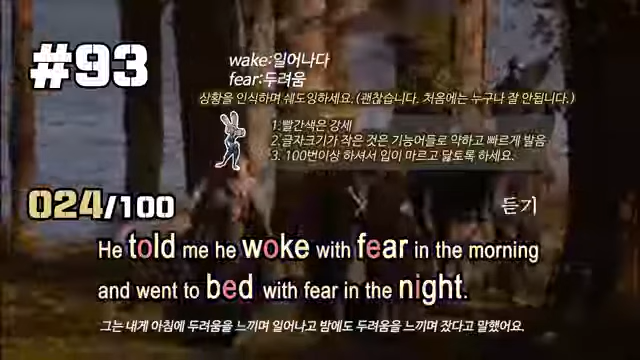 #93
wake:일어나다
fear:두려움
상황을 인식하며 쉐도잉하세요.(괜찮습니다. 처음에는 누구나 잘 안됩니다.)
1.빨간색은 강세
2.글자크기가 작은 것은 기능어들로 약하고 빠르게 발음
3. 100번이상 하셔서 입이 마르고 닳토록 하세요.
024/100
듣기
He told me he woke with fear in the morning
and went to bed with fear in the night.
그는 내게 아침에 두려움을 느끼며 일어나고 밤에도 두려움을 느끼며 잤다고 말했어요.